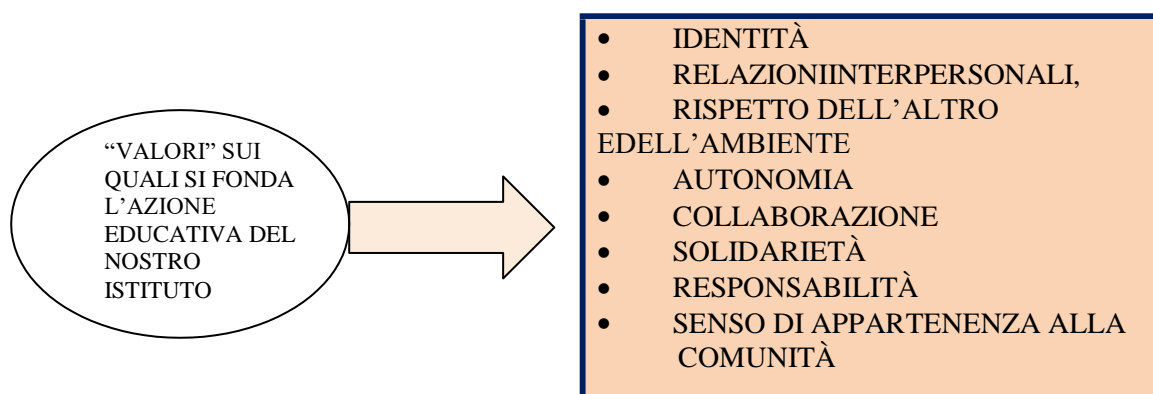 “VALORI” SUI
QUALI SI FONDA
L’AZIONE
EDUCATIVA DEL
NOSTRO
ISTITUTO
• IDENTITÀ
• RELAZIONIINTERPERSONALI,
• RISPETTO DELL’ALTRO
EDELL’AMBIENTE
• AUTONOMIA
• COLLABORAZIONE
• SOLIDARIETÀ
• RESPONSABILITÀ
• SENSO DI APPARTENENZA ALLA
COMUNITÀ